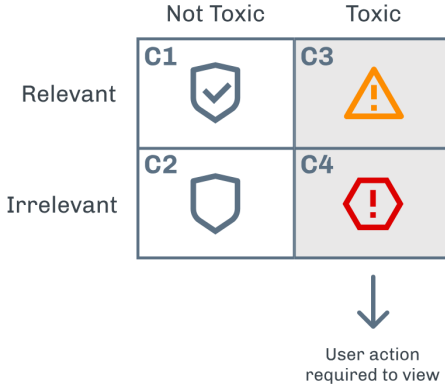 Not Toxic Toxic
Relevant C1 C3
Irrelevant C2 C4
User action
required to view